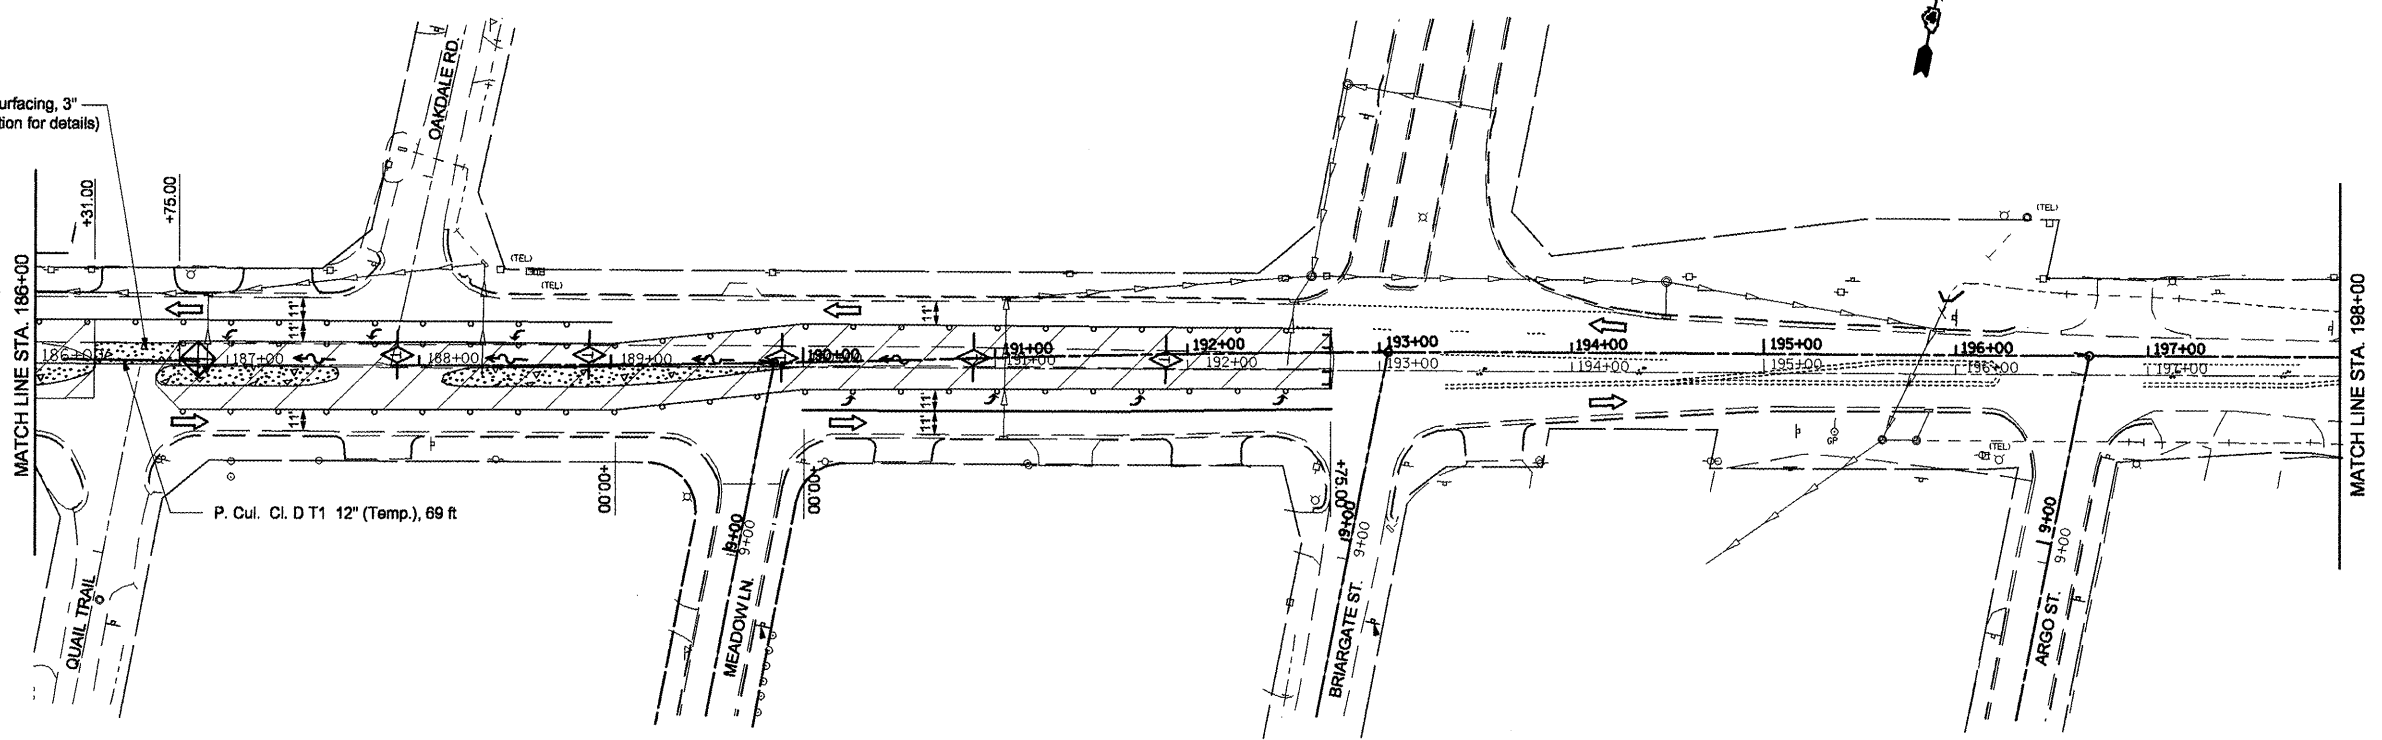 urfacing, 3"
tion for details)
OAKDALE RD.
+31.00
+75.00
(TEL)
(TEL)
(TEL)
MATCH LINE STA. 186+00
MATCH LINE STA. 198+00
11'
11'
11'
187+00
188+00
189+00
190+00
191+00
191+00
192+00
192+00
193+00
193+00
194+00
194+00
195+00
195+00
196+00
196+00
197+00
197+00
11'
11'
11'
GP
(TEL)
+00.00
+00.00
+75.00
P. Cul. Cl. D T1 12" (Temp.), 69 ft
9+00
9+00
9+00
9+00
9+00
9+00
QUAIL TRAIL
MEADOW LN.
BRIARGATE ST.
ARGO ST.